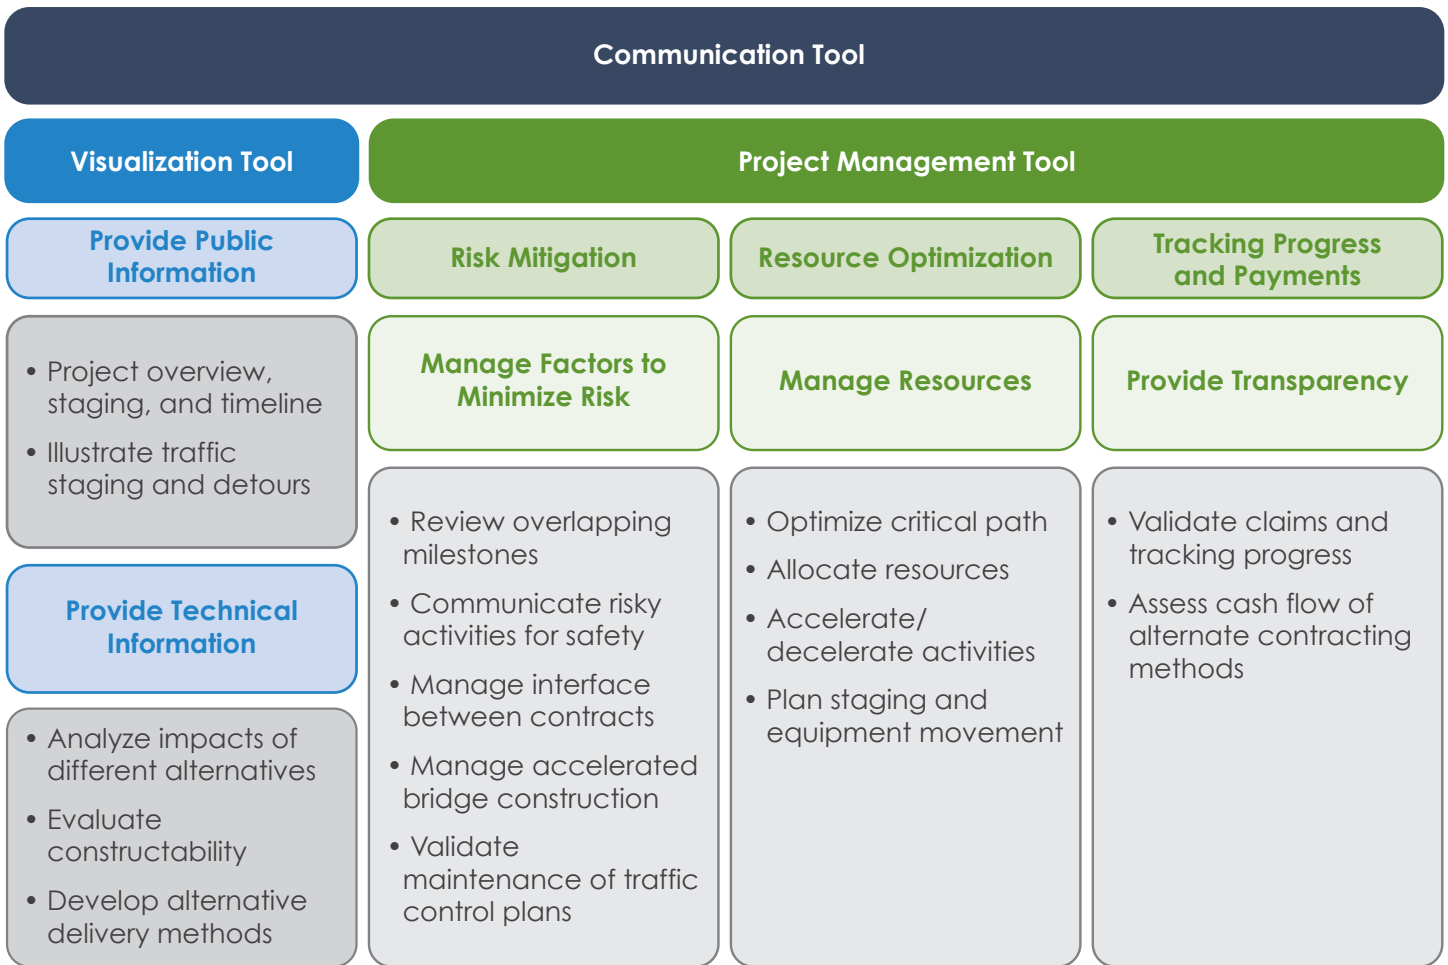 Communication Tool
Visualization Tool
Project Management Tool
Provide Public
Information
Risk Mitigation
Resource Optimization
Tracking Progress
and Payments
• Project overview,
staging, and timeline
• Illustrate traffic
staging and detours
Provide Technical
Information
• Analyze impacts of
different alternatives
• Evaluate
constructability
• Develop alternative
delivery methods
Manage Factors to
Minimize Risk
• Review overlapping
milestones
• Communicate risky
activities for safety
• Manage interface
between contracts
• Manage accelerated
bridge construction
• Validate
maintenance of traffic
control plans
Manage Resources
• Optimize critical path
• Allocate resources
• Accelerate/
decelerate activities
• Plan staging and
equipment movement
Provide Transparency
• Validate claims and
tracking progress
• Assess cash flow of
alternate contracting
methods